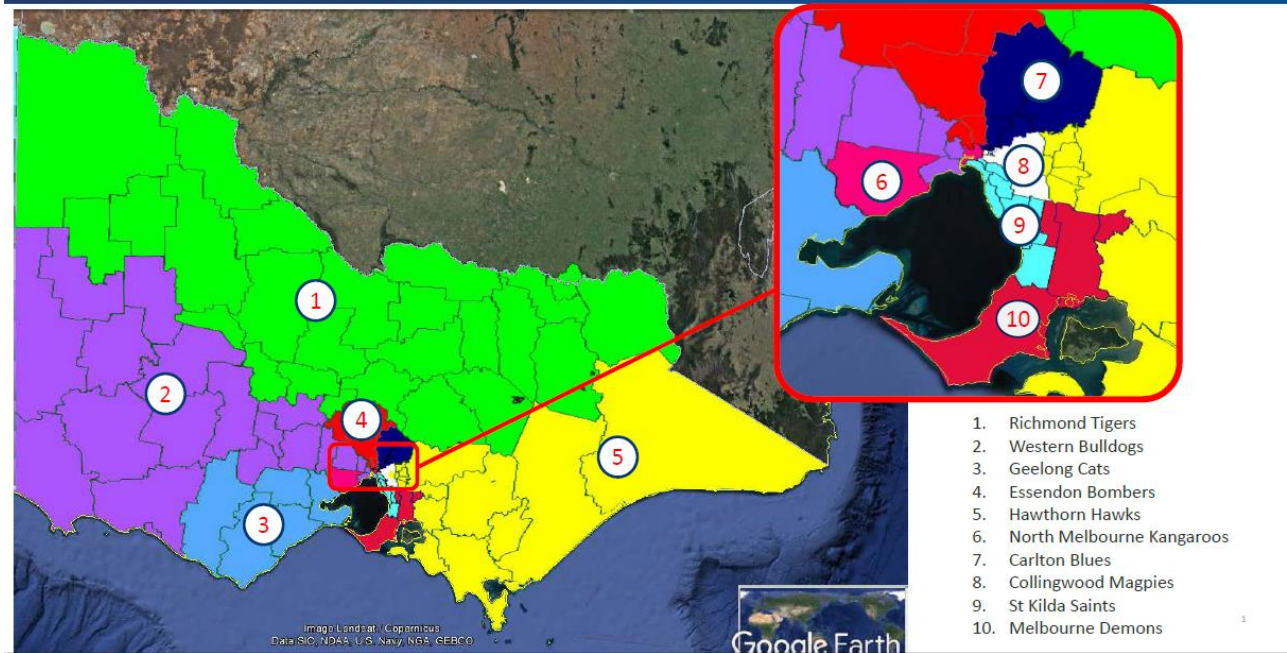 7
8
6
9
10
1
2
4
5
3
1. Richmond Tigers
2. Western Bulldogs
3. Geelong Cats
4. Essendon Bombers
5. Hawthorn Hawks
6. North Melbourne Kangaroos
7. Carlton Blues
8. Collingwood Magpies
9. St Kilda Saints
10. Melbourne Demons
1
Image Landsat / Copernicus
Data SIO, NOAA, U.S. Navy, NGA, GEBCO
Google Earth